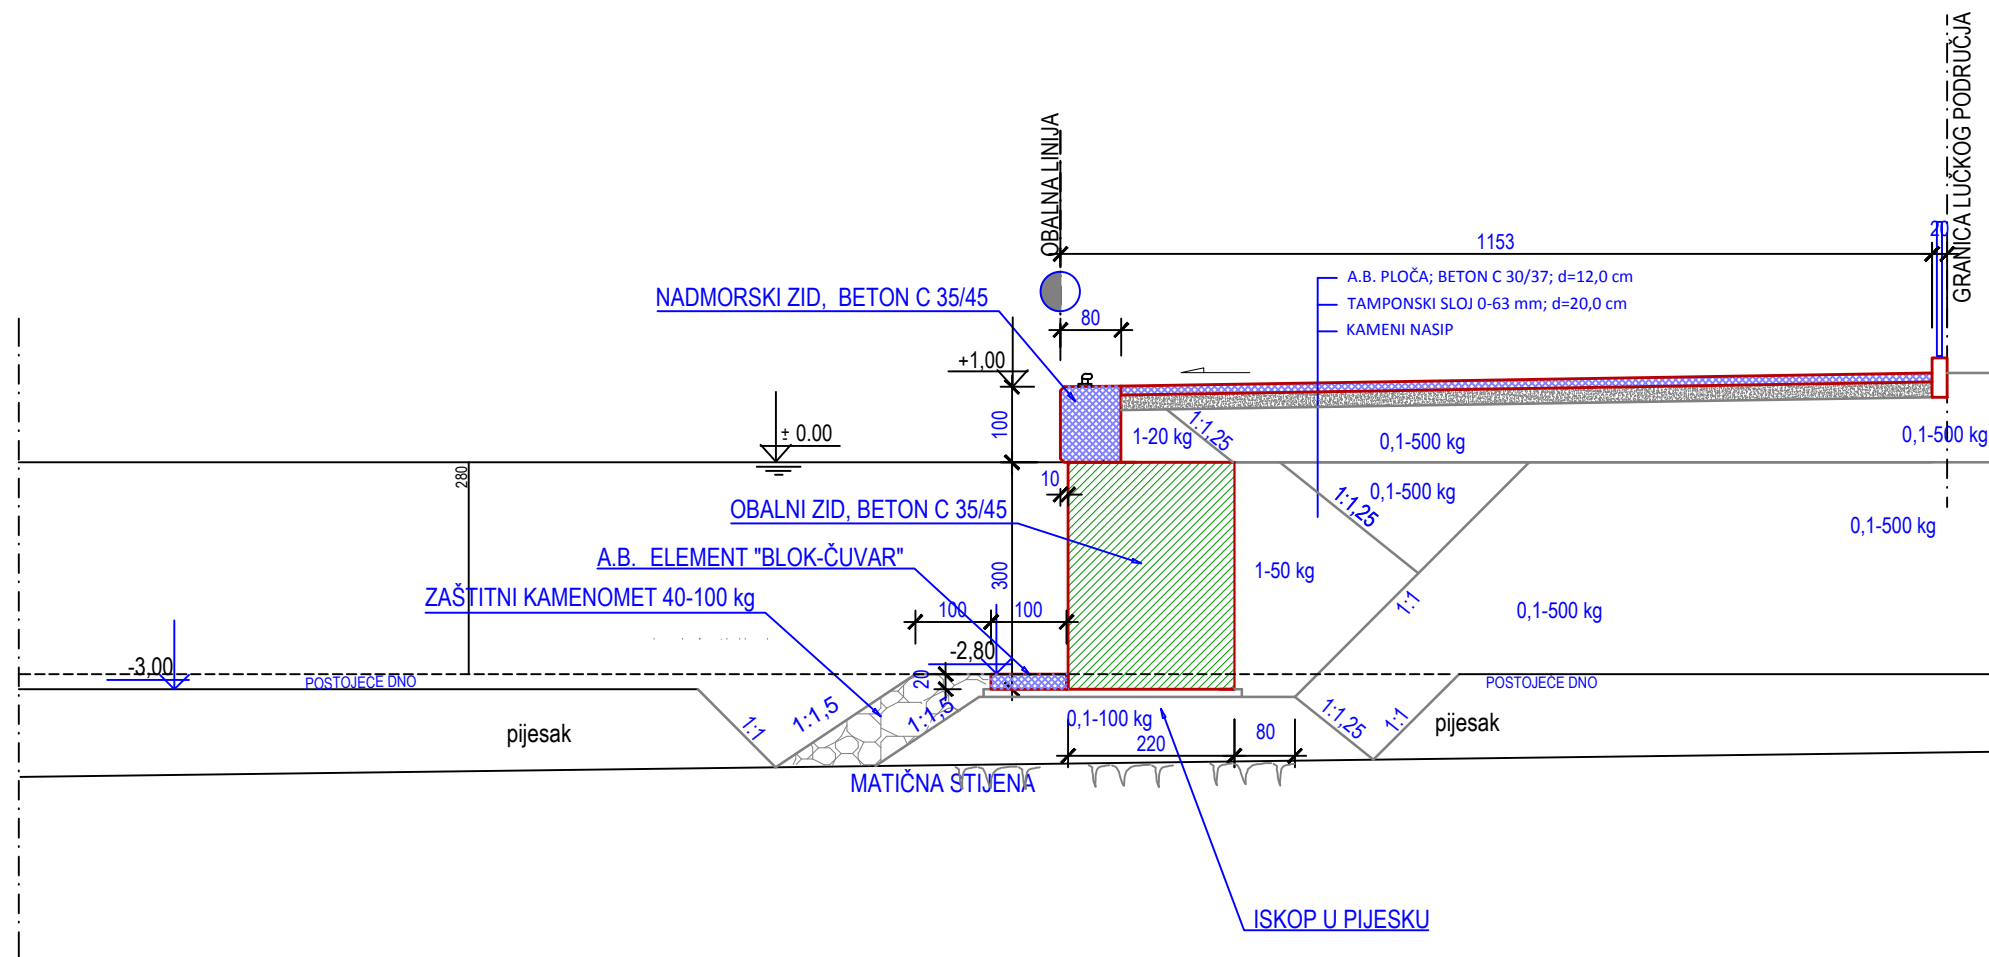 GRANICA LUČKOG PODRUČJA
OBALNA LINIJA
1153
20
A.B. PLOČA; BETON C 30/37; d=12,0 cm
TAMPONSKI SLOJ 0-63 mm; d=20,0 cm
KAMENI NASIP
NADMORSKI ZID, BETON C 35/45
80
+1,00
100
± 0.00
1-20 kg
1:1,25
0,1-500 kg
0,1-500 kg
280
10
0,1-500 kg
1:1,25
OBALNI ZID, BETON C 35/45
0,1-500 kg
A.B. ELEMENT "BLOK-ČUVAR"
300
1-50 kg
ZAŠTITNI KAMENOMET 40-100 kg
100
100
1:1
0,1-500 kg
-2,80
-3,00
POSTOJEĆE DNO
20
POSTOJEĆE DNO
pijesak
1:1
1:1,5
1:1,5
0,1-100 kg
220
80
1:1,25
1:1
pijesak
MATIČNA STIJENA
ISKOP U PIJESKU